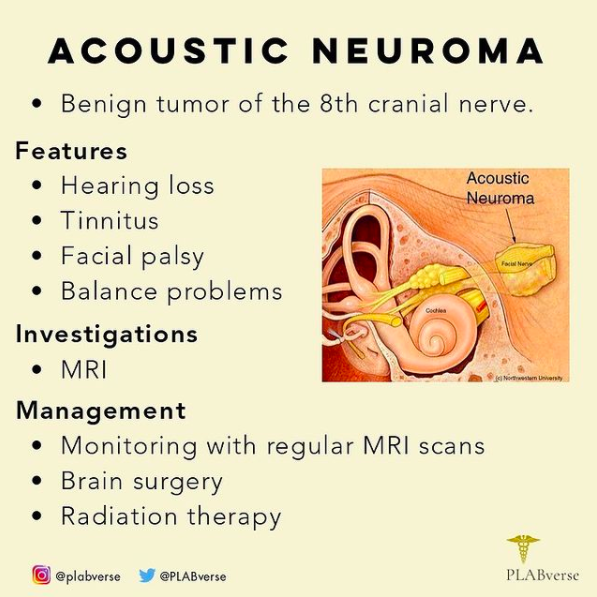 ACOUSTIC NEUROMA
• Benign tumor of the 8th cranial nerve.
Features
• Hearing loss
• Tinnitus
• Facial palsy
• Balance problems
Acoustic
Neuroma
Facial Nerve
Cochlea
(c) Northwestern University
Investigations
• MRI
Management
• Monitoring with regular MRI scans
• Brain surgery
• Radiation therapy
@plabverse
@PLABverse
PLABverse